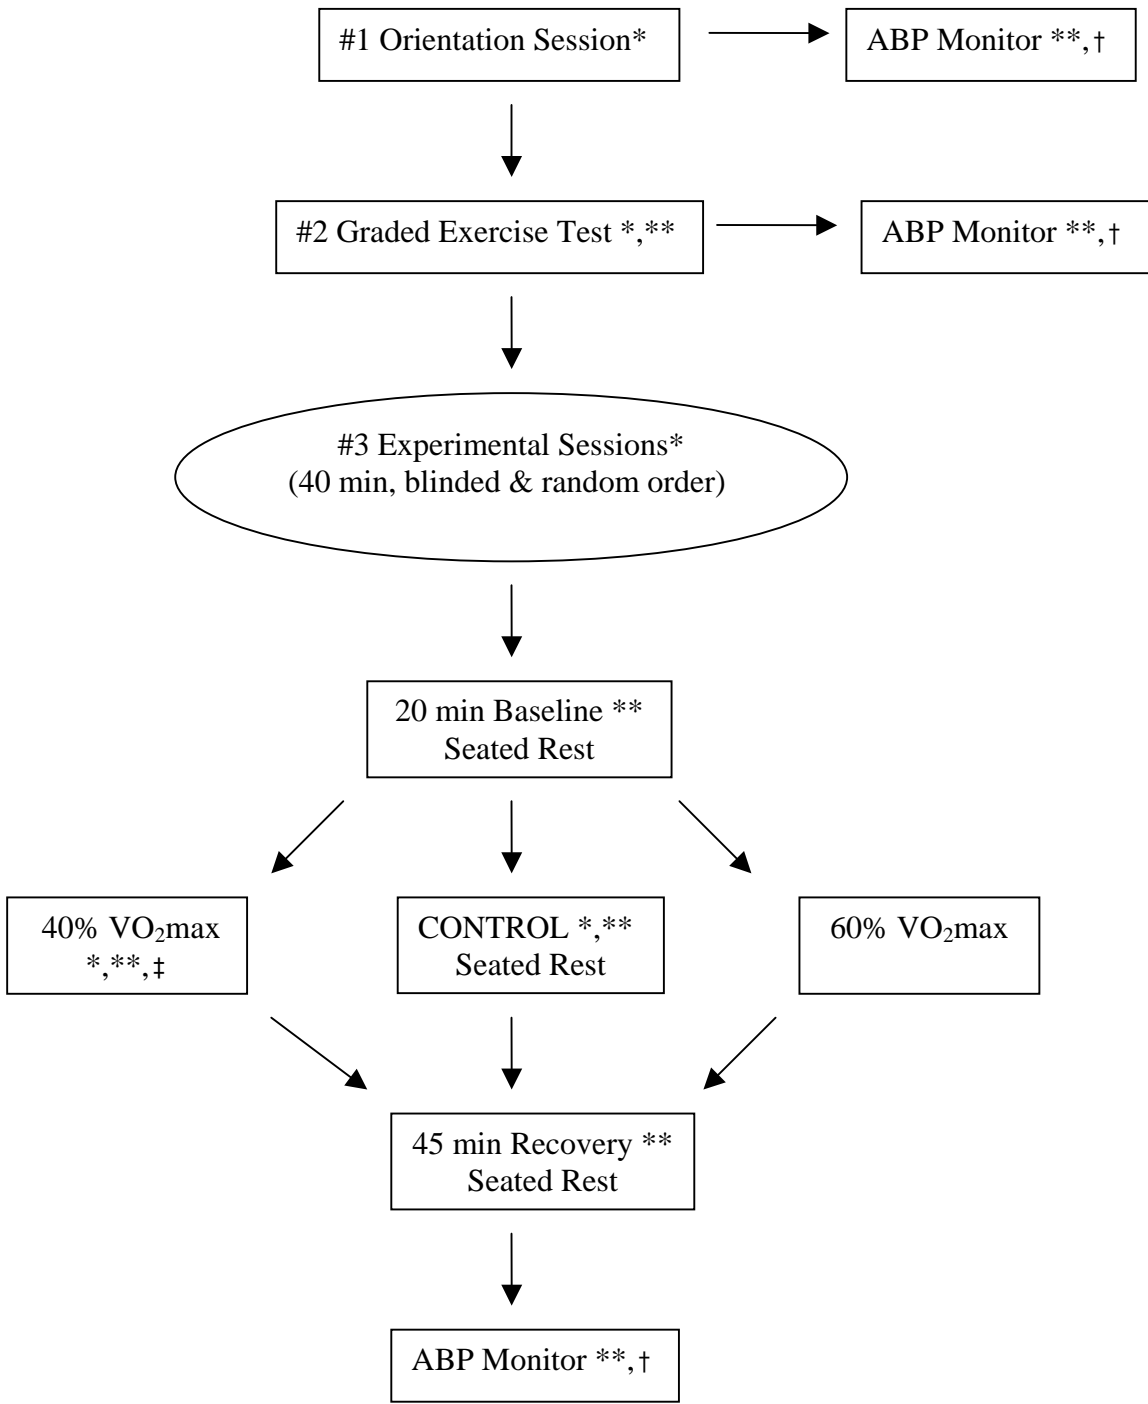 #1 Orientation Session*
ABP Monitor **,†
#2 Graded Exercise Test *,**
ABP Monitor **,†
#3 Experimental Sessions*
(40 min, blinded & random order)
20 min Baseline **
Seated Rest
40% VO₂max
*,**,‡
CONTROL *,**
Seated Rest
60% VO₂max
45 min Recovery **
Seated Rest
ABP Monitor **,†